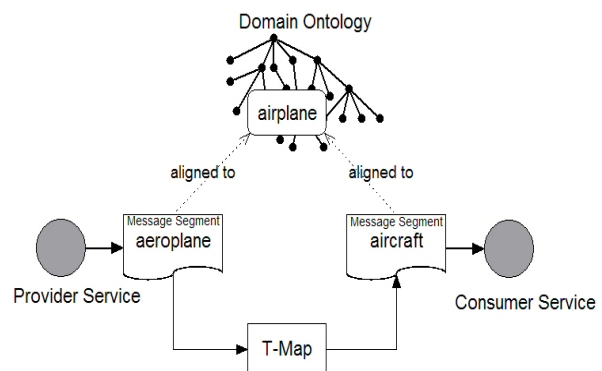 Domain Ontology
airplane
aligned to
aligned to
Message Segment
aeroplane
Message Segment
aircraft
Provider Service
Consumer Service
T-Map